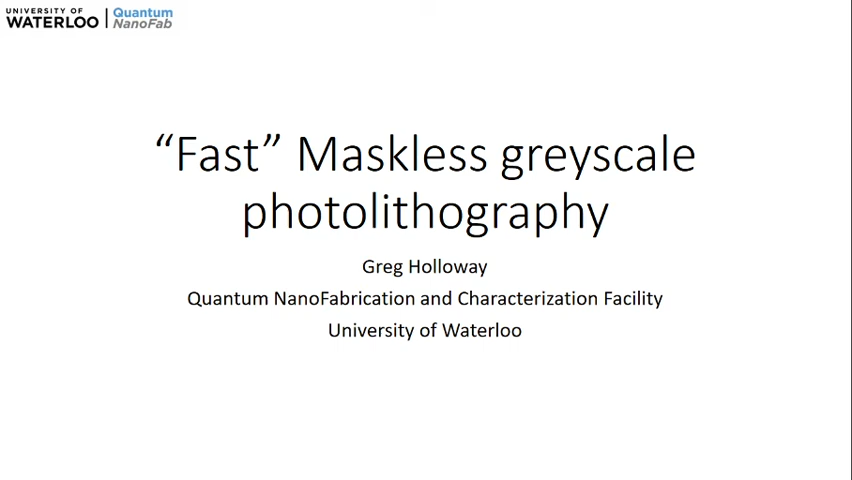 UNIVERSITY OF
WATERLOO
Quantum
NanoFab
“Fast” Maskless greyscale
photolithography
Greg Holloway
Quantum NanoFabrication and Characterization Facility
University of Waterloo